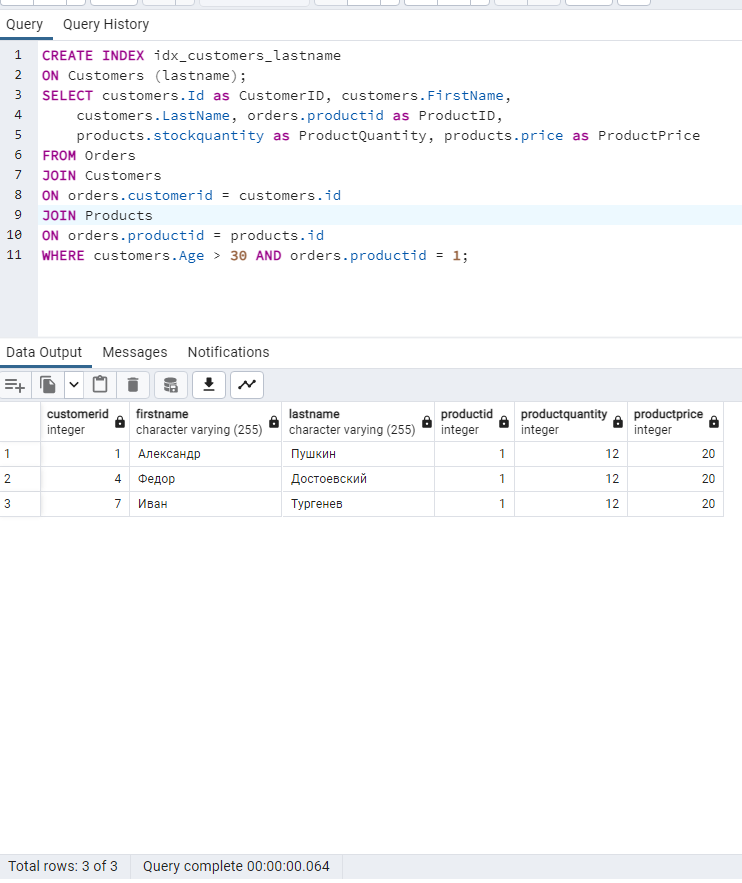 Query Query History
1 CREATE INDEX idx_customers_lastname
2 ON Customers (lastname);
3 SELECT customers.Id as CustomerID, customers.FirstName,
4 customers.LastName, orders.productid as ProductID,
5 products.stockquantity as ProductQuantity, products.price as ProductPrice
6 FROM Orders
7 JOIN Customers
8 ON orders.customerid = customers.id
9 JOIN Products
10 ON orders.productid = products.id
11 WHERE customers.Age > 30 AND orders.productid = 1;
Data Output Messages Notifications
customerid firstname lastname productid productquantity productprice
integer character varying (255) character varying (255) integer integer integer
1 1 Александр Пушкин 1 12 20
2 4 Федор Достоевский 1 12 20
3 7 Иван Тургенев 1 12 20
Total rows: 3 of 3 Query complete 00:00:00.064